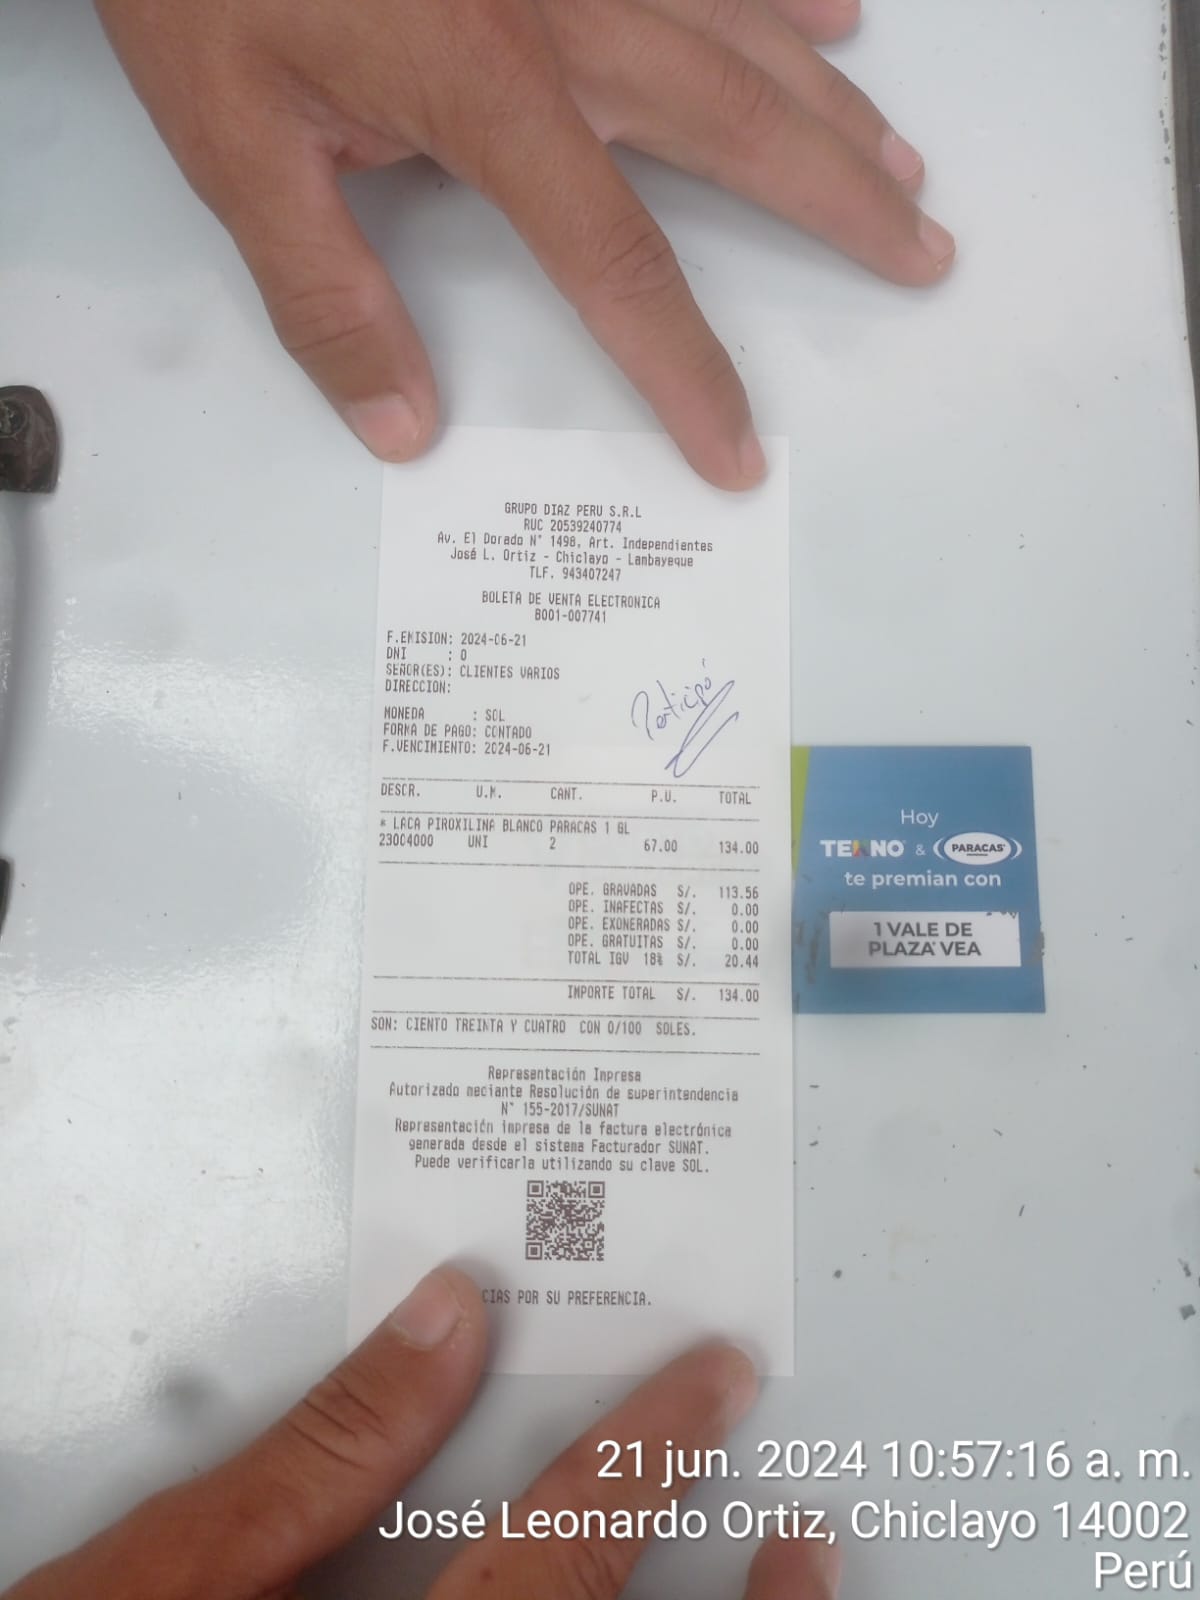 GRUPO DIAZ PERU S.R.L
RUC 20539240774
Av. El Dorado N° 1498, Art. Independientes
José L. Ortiz - Chiclayo - Lambayeque
TLF. 943407247
BOLETA DE VENTA ELECTRONICA
B001-007741
F.EMISION: 2024-06-21
DNI : 0
SEÑOR(ES): CLIENTES VARIOS
DIRECCION:
Participó
MONEDA : SOL
FORMA DE PAGO: CONTADO
F.VENCIMIENTO: 2024-06-21
DESCR. U.M. CANT. P.U. TOTAL
* LACA PIROXILINA BLANCO PARACAS 1 GL
23004000 UNI 2 67.00 134.00
OPE. GRAVADAS S/. 113.56
OPE. INAFECTAS S/. 0.00
OPE. EXONERADAS S/. 0.00
OPE. GRATUITAS S/. 0.00
TOTAL IGV 18% S/. 20.44
IMPORTE TOTAL S/. 134.00
SON: CIENTO TREINTA Y CUATRO CON 0/100 SOLES.
Representación Impresa
Autorizado mediante Resolución de superintendencia
N° 155-2017/SUNAT
Representación impresa de la factura electrónica
generada desde el sistema Facturador SUNAT.
Puede verificarla utilizando su clave SOL.
CIAS POR SU PREFERENCIA.
Hoy
TEKNO & PARACAS
te premian con
1 VALE DE
PLAZA VEA
21 jun. 2024 10:57:16 a. m.
José Leonardo Ortiz, Chiclayo 14002
Perú